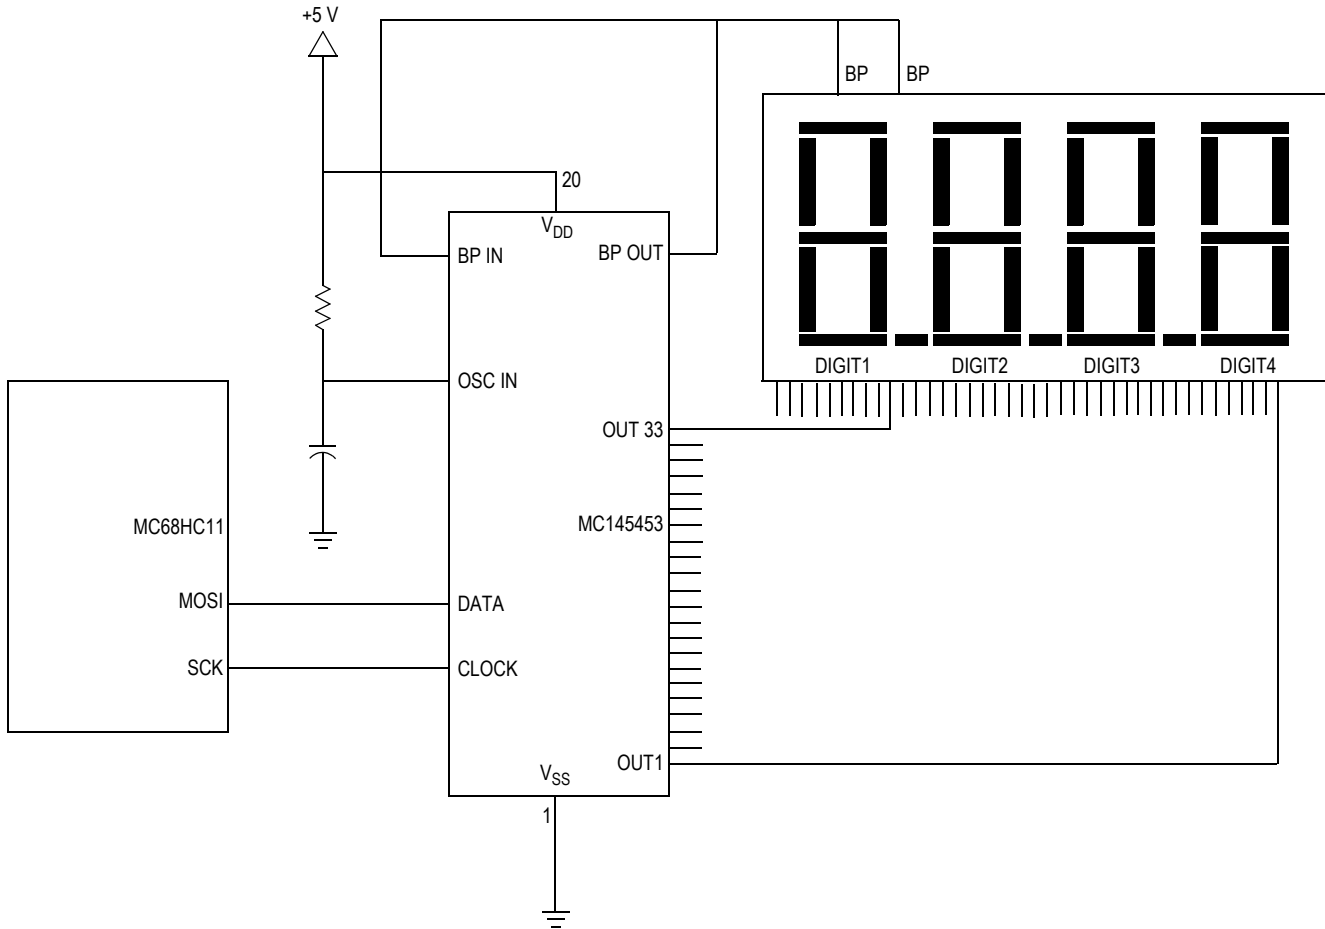 +5 V
BP
BP
20
VDD
BP IN
BP OUT
DIGIT1
DIGIT2
DIGIT3
DIGIT4
OSC IN
OUT 33
MC68HC11
MC145453
MOSI
DATA
SCK
CLOCK
OUT1
VSS
1